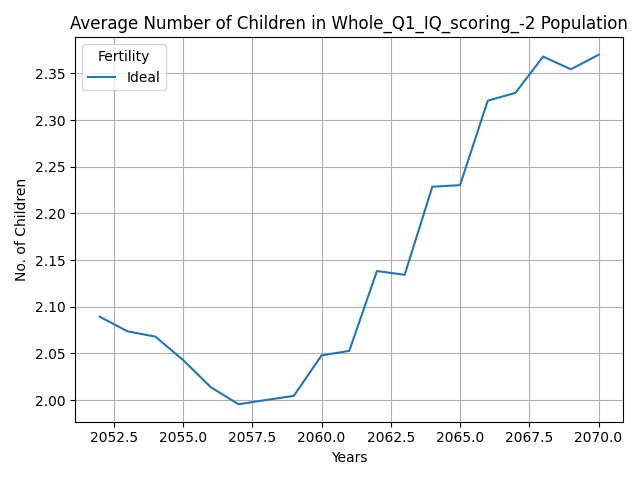 Average Number of Children in Whole_Q1_IQ_scoring_-2 Population
Fertility
Ideal
No. of Children
2.35
2.30
2.25
2.20
2.15
2.10
2.05
2.00
2052.5 2055.0 2057.5 2060.0 2062.5 2065.0 2067.5 2070.0
Years